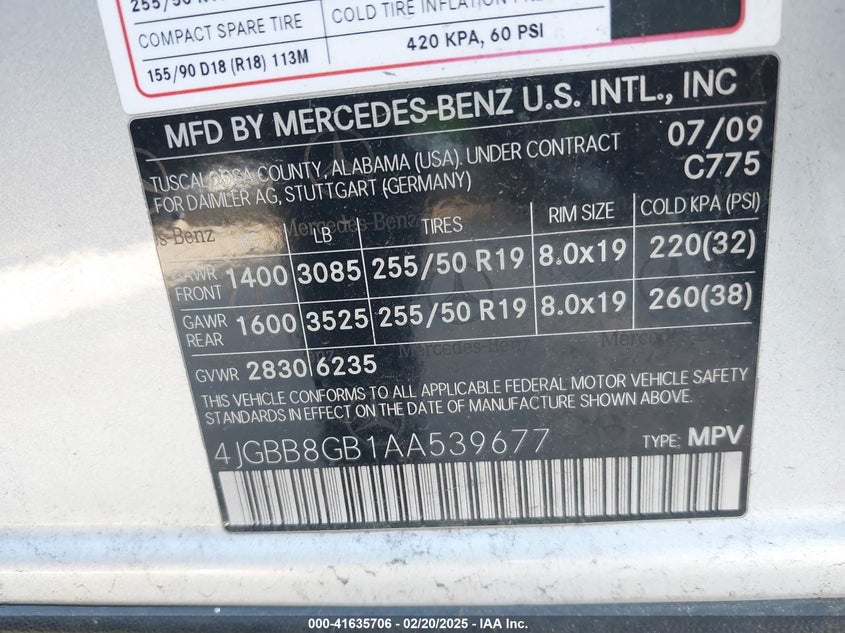 COMPACT SPARE TIRE
COLD TIRE INFLATION
155/90 D18 (R18) 113M
420 KPA, 60 PSI
MFD BY MERCEDES-BENZ U.S. INTL., INC
TUSCALOOSA COUNTY, ALABAMA (USA). UNDER CONTRACT 07/09
FOR DAIMLER AG, STUTTGART (GERMANY) C775
LB TIRES RIM SIZE COLD KPA (PSI)
GAWR FRONT 1400 3085 255/50 R19 8.0x19 220(32)
GAWR REAR 1600 3525 255/50 R19 8.0x19 260(38)
GVWR 2830 6235
THIS VEHICLE CONFORMS TO ALL APPLICABLE FEDERAL MOTOR VEHICLE SAFETY
STANDARDS IN EFFECT ON THE DATE OF MANUFACTURE SHOWN ABOVE.
4JGBB8GB1AA539677 TYPE: MPV
000-41635706 - 02/20/2025 - IAA Inc.